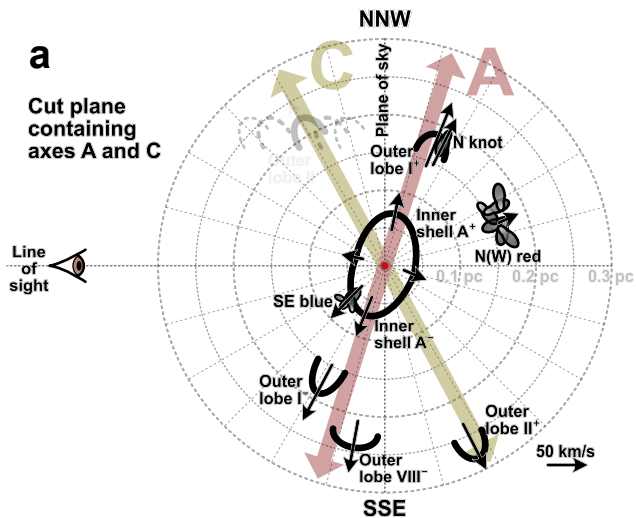 NNW
a
C
A
Plane of sky
Cut plane
containing
axes A and C
Outer
lobe I⁺
N knot
Outer
lobe II⁻
Inner
shell A⁺
N(W) red
Line
of
sight
0.1 pc
0.2 pc
0.3 pc
SE blue
Inner
shell A⁻
Outer
lobe I⁻
Outer
lobe II⁺
Outer
lobe VIII⁻
50 km/s
SSE